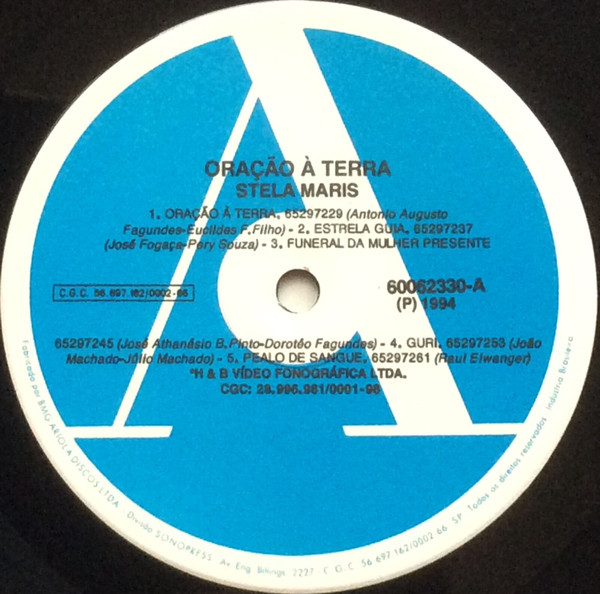 A
ORAÇÃO À TERRA
STELA MARIS
1. ORAÇÃO À TERRA, 65297229 (Antonio Augusto
Fagundes-Euclides F.Filho) - 2. ESTRELA GUIA, 65297237
(José Fogaça-Pery Souza) - 3. FUNERAL DA MULHER PRESENTE
C.G.C. 56.697.162/0002-66
60062330-A
(P) 1994
65297245 (José Athanásio B.Pinto-Dorotéo Fagundes) - 4. GURI, 65297253 (João
Machado-Júlio Machado) - 5. PEALO DE SANGUE, 65297261 (Raul Elwanger)
*H & B VÍDEO FONOGRÁFICA LTDA.
CGC: 28.996.981/0001-96
Fabricado por BMG ARIOLA DISCOS LTDA. Divisão SONOPRESS Av. Eng. Billings 2227 C G C 56 697 162/0002 66 SP Todos os direitos reservados Indústria Brasileira